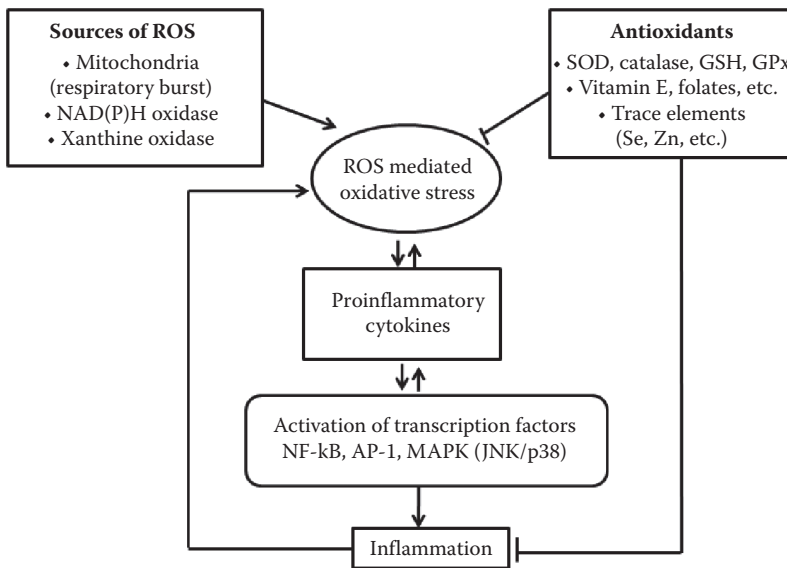 Sources of ROS
• Mitochondria
(respiratory burst)
• NAD(P)H oxidase
• Xanthine oxidase
Antioxidants
• SOD, catalase, GSH, GPx
• Vitamin E, folates, etc.
• Trace elements
(Se, Zn, etc.)
ROS mediated
oxidative stress
Proinflammatory
cytokines
Activation of transcription factors
NF-kB, AP-1, MAPK (JNK/p38)
Inflammation